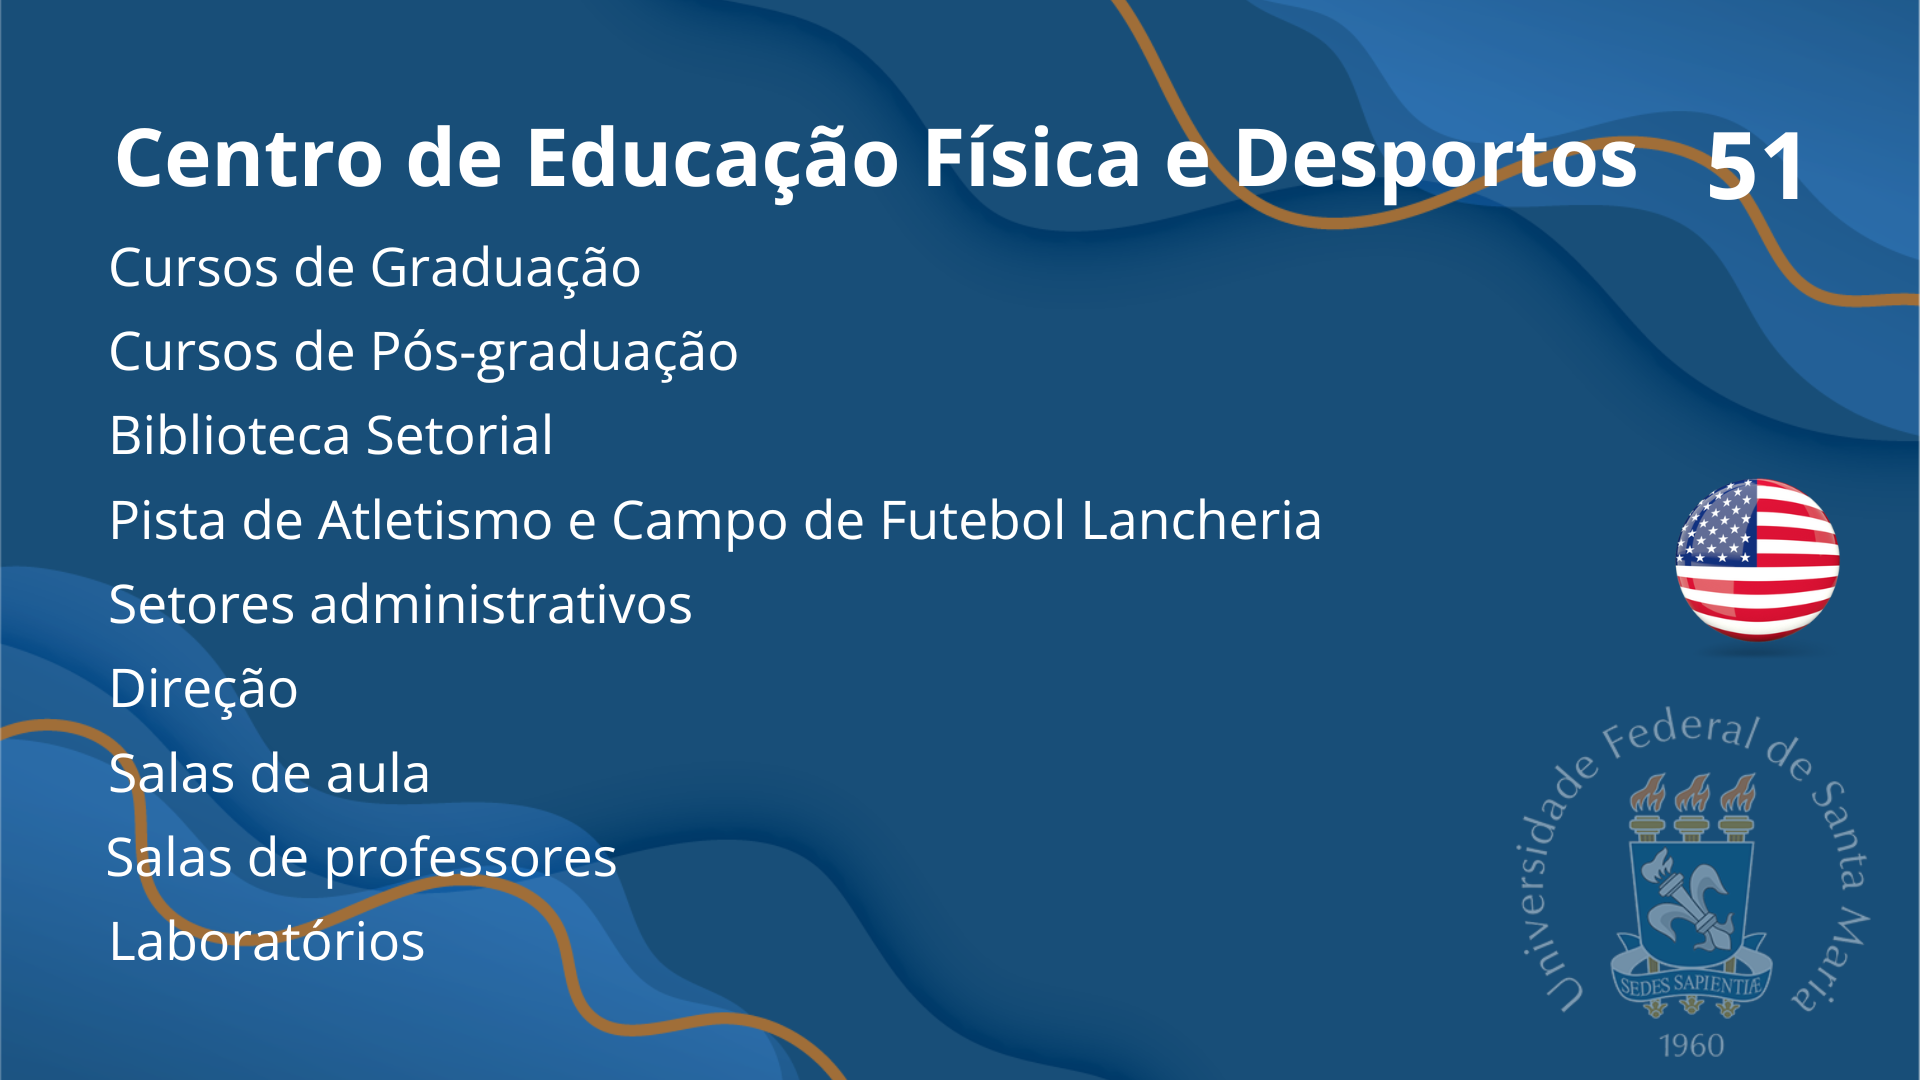 Centro de Educação Física e Desportos 51
Cursos de Graduação
Cursos de Pós-graduação
Biblioteca Setorial
Pista de Atletismo e Campo de Futebol Lancheria
Setores administrativos
Direção
Salas de aula
Salas de professores
Laboratórios
Universidade Federal de Santa Maria
SEDES SAPIENTIÆ
1960